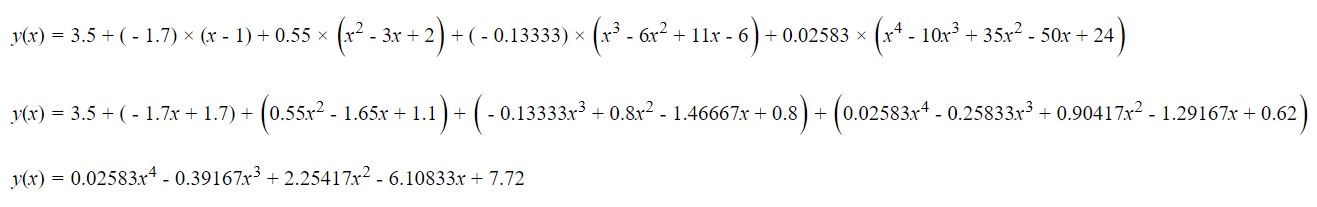 y(x) = 3.5 + ( - 1.7) × (x - 1) + 0.55 × (x² - 3x + 2) + ( - 0.13333) × (x³ - 6x² + 11x - 6) + 0.02583 × (x⁴ - 10x³ + 35x² - 50x + 24)
y(x) = 3.5 + ( - 1.7x + 1.7) + (0.55x² - 1.65x + 1.1) + ( - 0.13333x³ + 0.8x² - 1.46667x + 0.8) + (0.02583x⁴ - 0.25833x³ + 0.90417x² - 1.29167x + 0.62)
y(x) = 0.02583x⁴ - 0.39167x³ + 2.25417x² - 6.10833x + 7.72